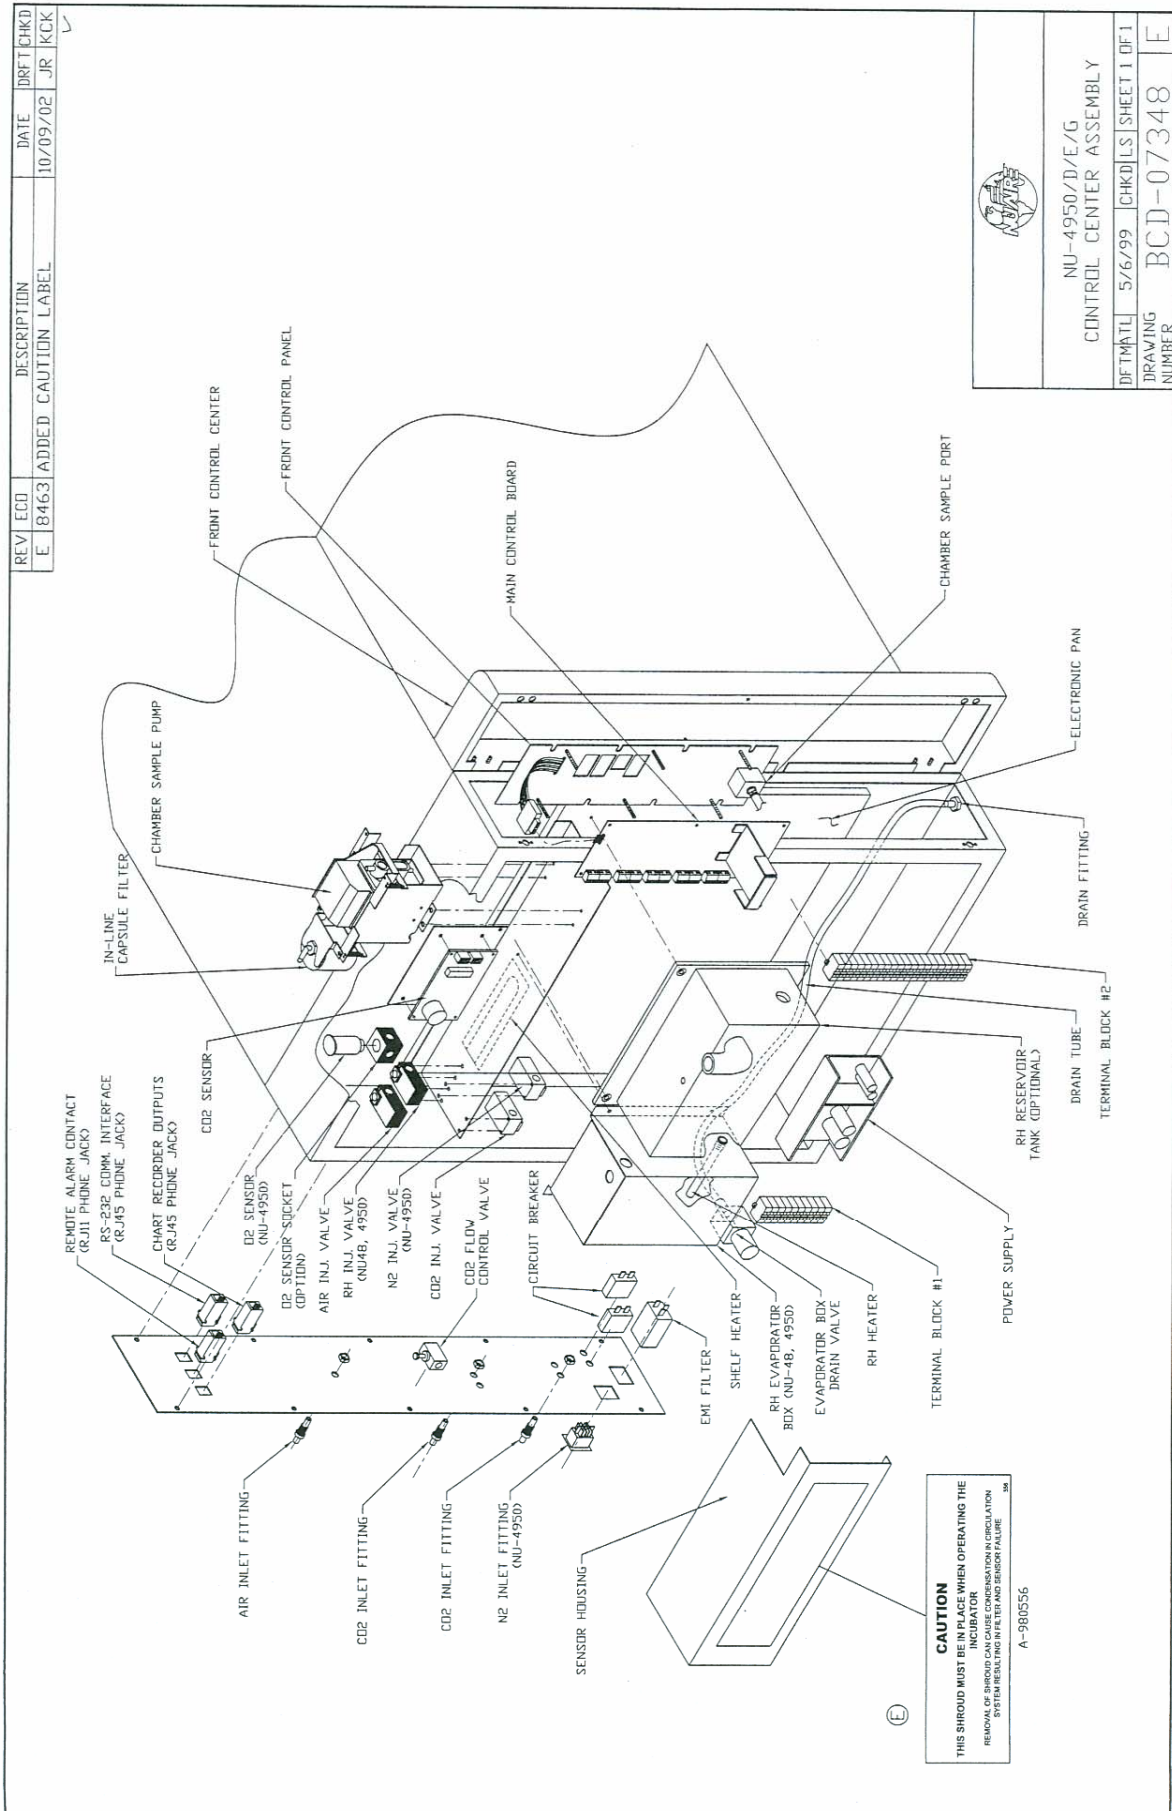 REV ECO DESCRIPTION DATE DRFT CHKD
E 8463 ADDED CAUTION LABEL 10/09/02 JR KCK
REMOTE ALARM CONTACT
(RJ11 PHONE JACK)
RS-232 COMM. INTERFACE
(RJ45 PHONE JACK)
CHART RECORDER OUTPUTS
(RJ45 PHONE JACK)
IN-LINE
CAPSULE FILTER
CHAMBER SAMPLE PUMP
FRONT CONTROL CENTER
FRONT CONTROL PANEL
MAIN CONTROL BOARD
CHAMBER SAMPLE PORT
ELECTRONIC PAN
DRAIN FITTING
CO2 SENSOR
O2 SENSOR
(NU-4950)
O2 SENSOR SOCKET
(OPTION)
AIR INJ. VALVE
RH INJ. VALVE
(NU48, 4950)
N2 INJ. VALVE
(NU-4950)
CO2 INJ. VALVE
CO2 FLOW
CONTROL VALVE
CIRCUIT BREAKER
AIR INLET FITTING
CO2 INLET FITTING
CO2 INLET FITTING
N2 INLET FITTING
(NU-4950)
SENSOR HOUSING
EMI FILTER
SHELF HEATER
RH EVAPORATOR
BOX (NU-48, 4950)
EVAPORATOR BOX
DRAIN VALVE
RH HEATER
TERMINAL BLOCK #1
POWER SUPPLY
RH RESERVOIR
TANK (OPTIONAL)
DRAIN TUBE
TERMINAL BLOCK #2
E
CAUTION
THIS SHROUD MUST BE IN PLACE WHEN OPERATING THE
INCUBATOR
REMOVAL OF SHROUD CAN CAUSE CONDENSATION IN CIRCULATION
SYSTEM RESULTING IN FILTER AND SENSOR FAILURE
556
A-980556
NUAIRE
NU-4950/D/E/G
CONTROL CENTER ASSEMBLY
DFTMATL 5/6/99 CHKD LS SHEET 1 OF 1
DRAWING
NUMBER BCD-07348 E